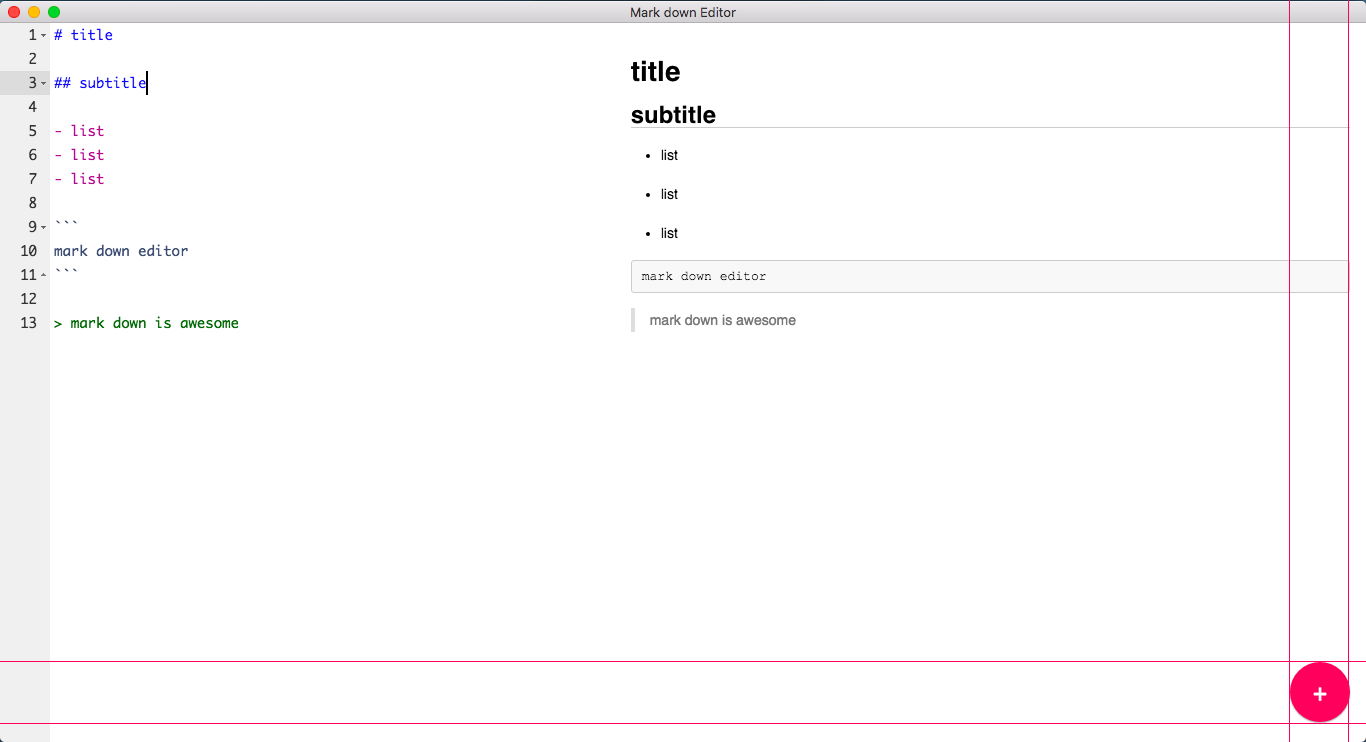 Mark down Editor
1 # title
2
3 ## subtitle
4
5 - list
6 - list
7 - list
8
9 ```
10 mark down editor
11 ```
12
13 > mark down is awesome
title
subtitle
• list
• list
• list
mark down editor
mark down is awesome
+